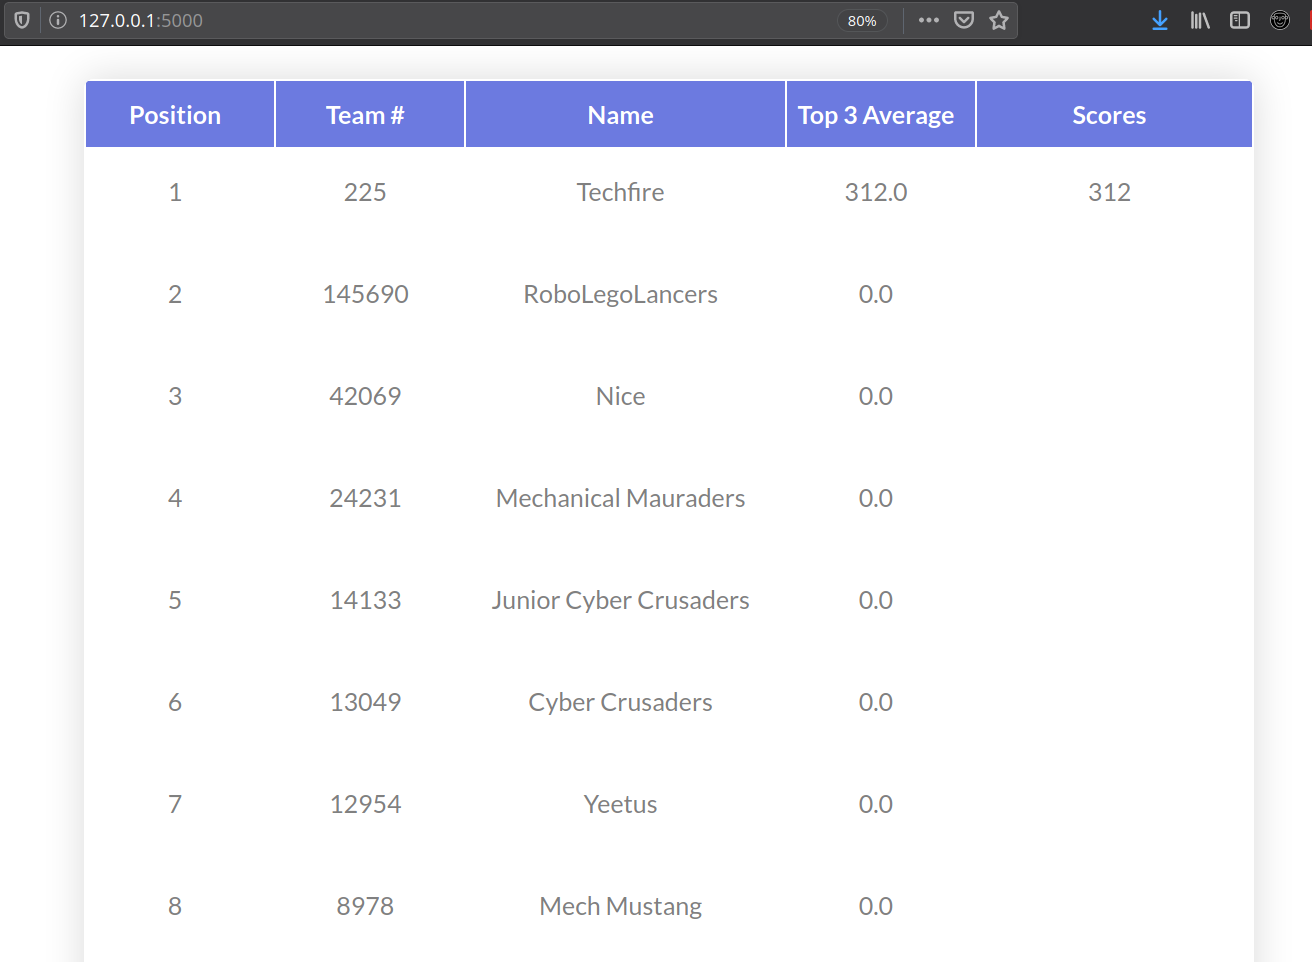 127.0.0.1:5000 80%
Position Team # Name Top 3 Average Scores
1 225 Techfire 312.0 312
2 145690 RoboLegoLancers 0.0
3 42069 Nice 0.0
4 24231 Mechanical Mauraders 0.0
5 14133 Junior Cyber Crusaders 0.0
6 13049 Cyber Crusaders 0.0
7 12954 Yeetus 0.0
8 8978 Mech Mustang 0.0